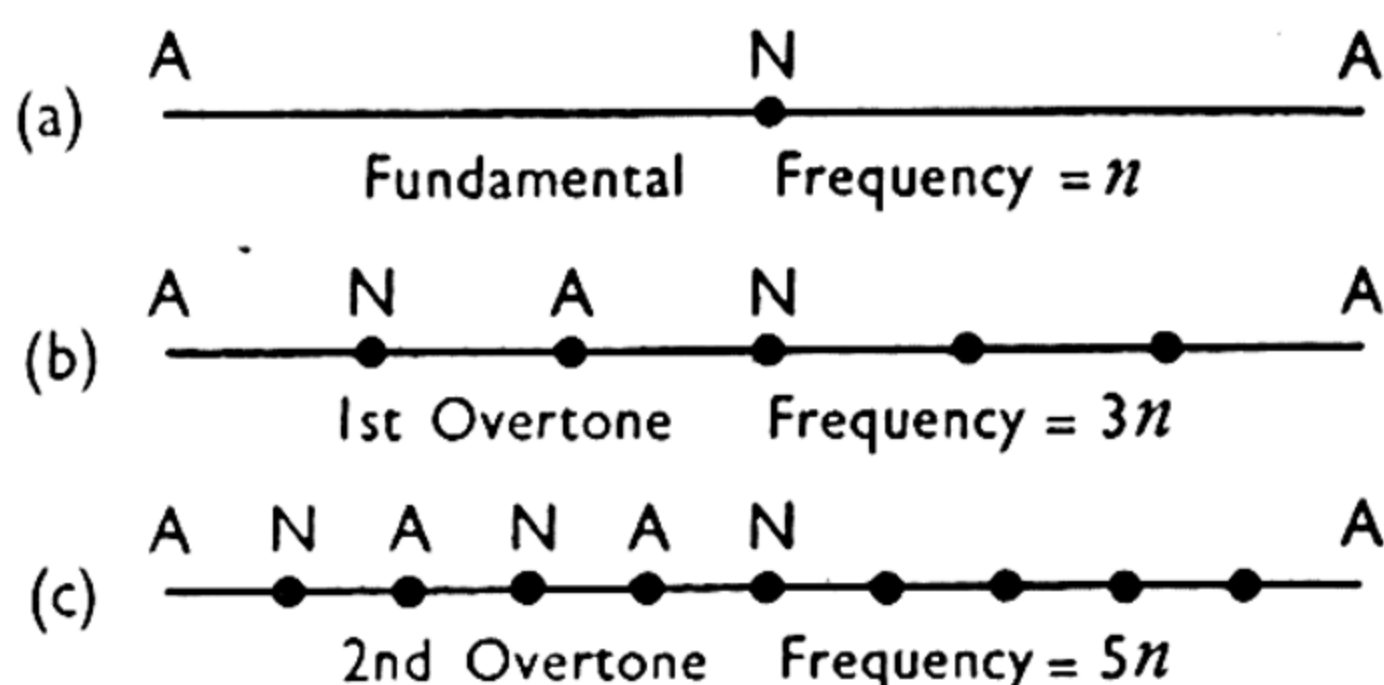 A N A
(a)
Fundamental Frequency = n
A N A N A
(b)
1st Overtone Frequency = 3n
A N A N A N A
(c)
2nd Overtone Frequency = 5n